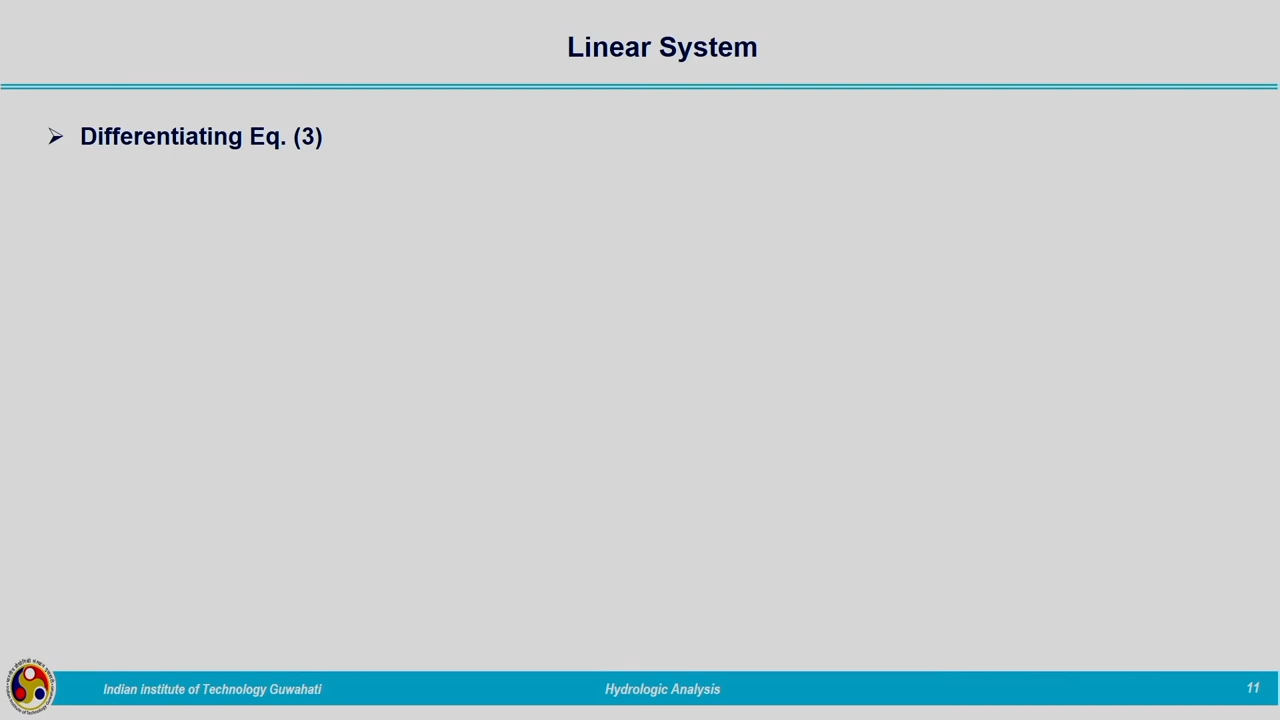 Linear System
➢ Differentiating Eq. (3)
Indian institute of Technology Guwahati
Hydrologic Analysis
11